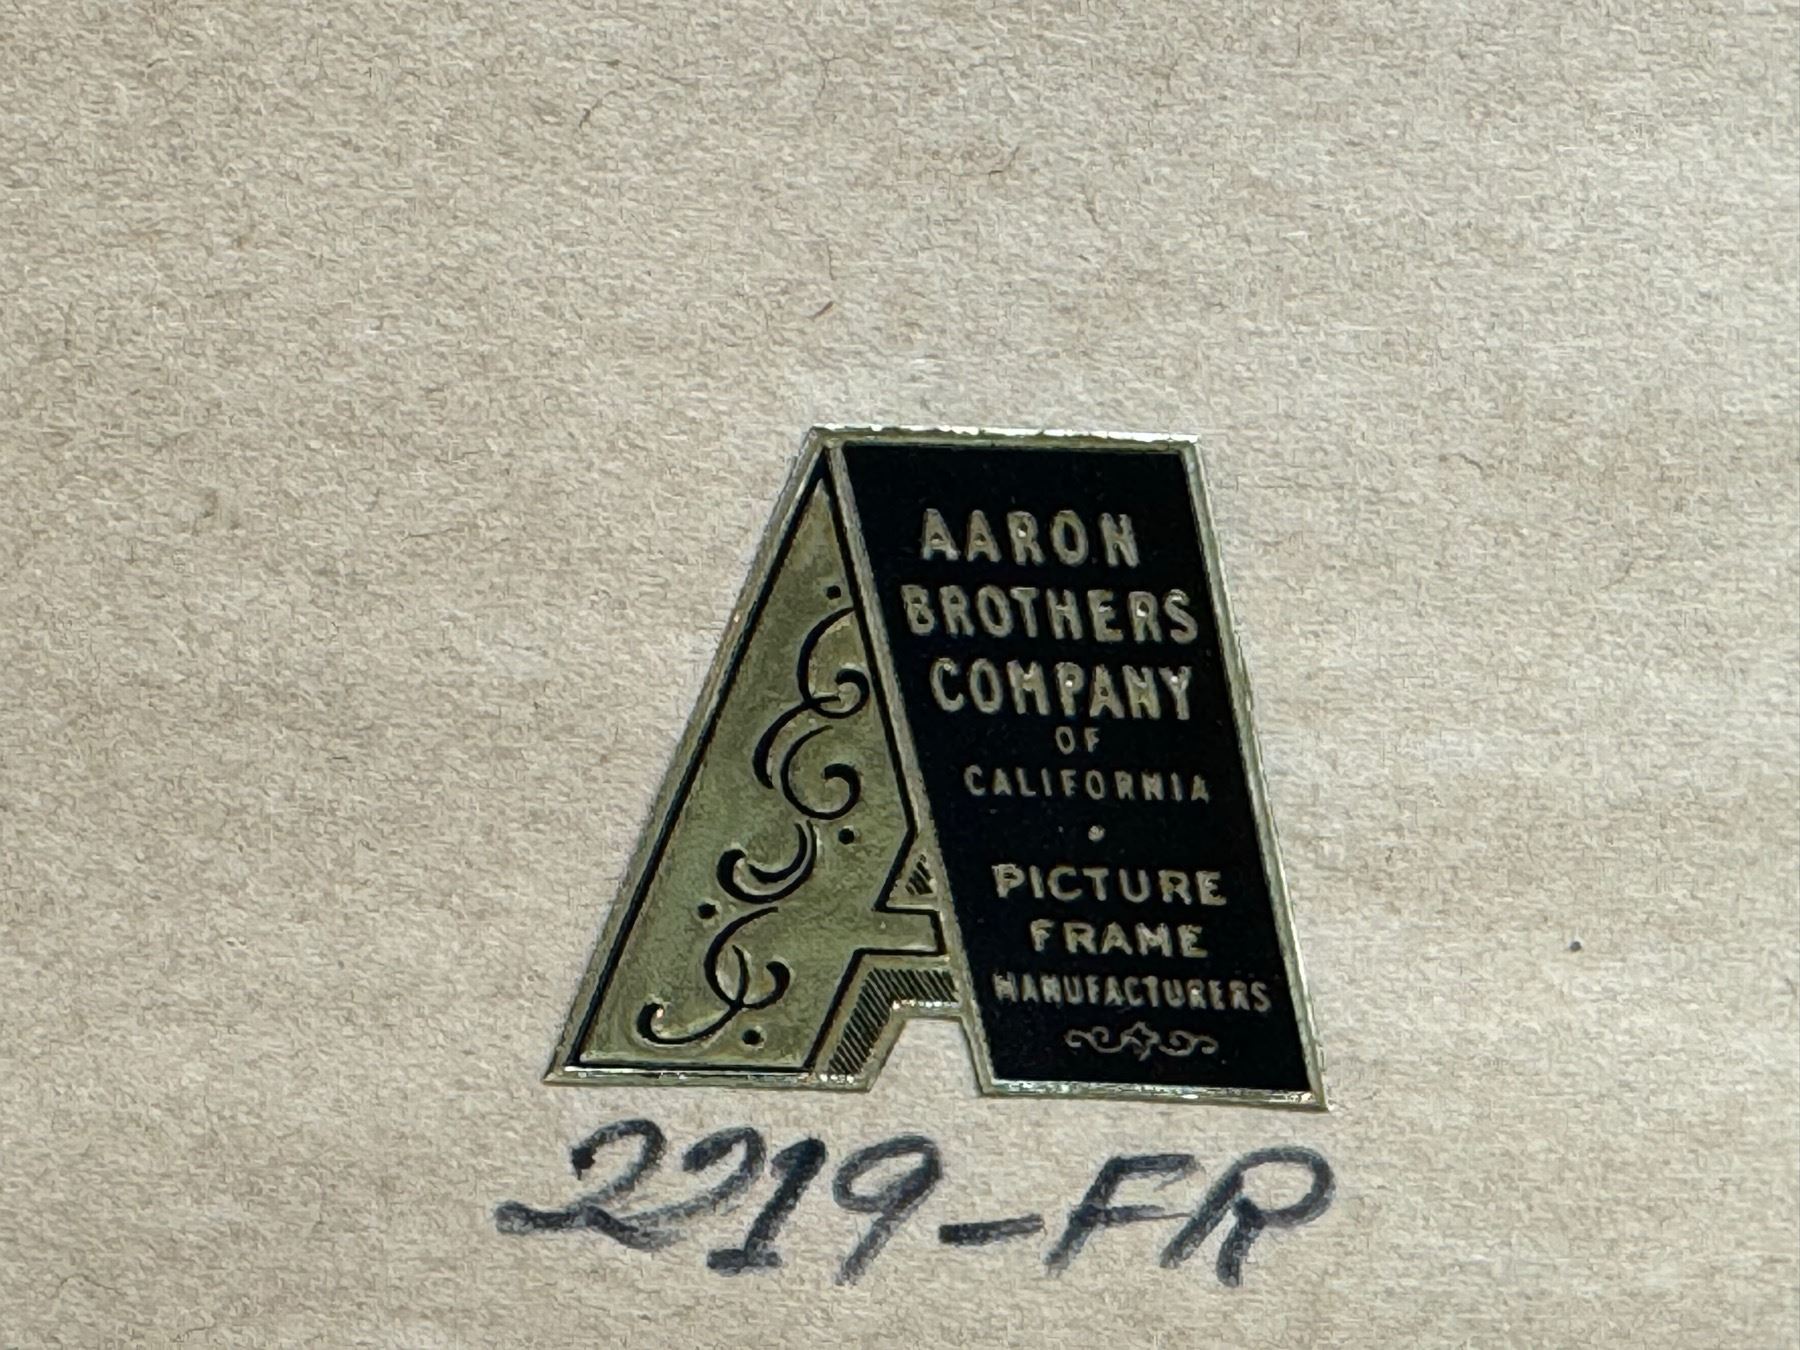 AARON
BROTHERS
COMPANY
OF
CALIFORNIA
•
PICTURE
FRAME
MANUFACTURERS
2219-FR